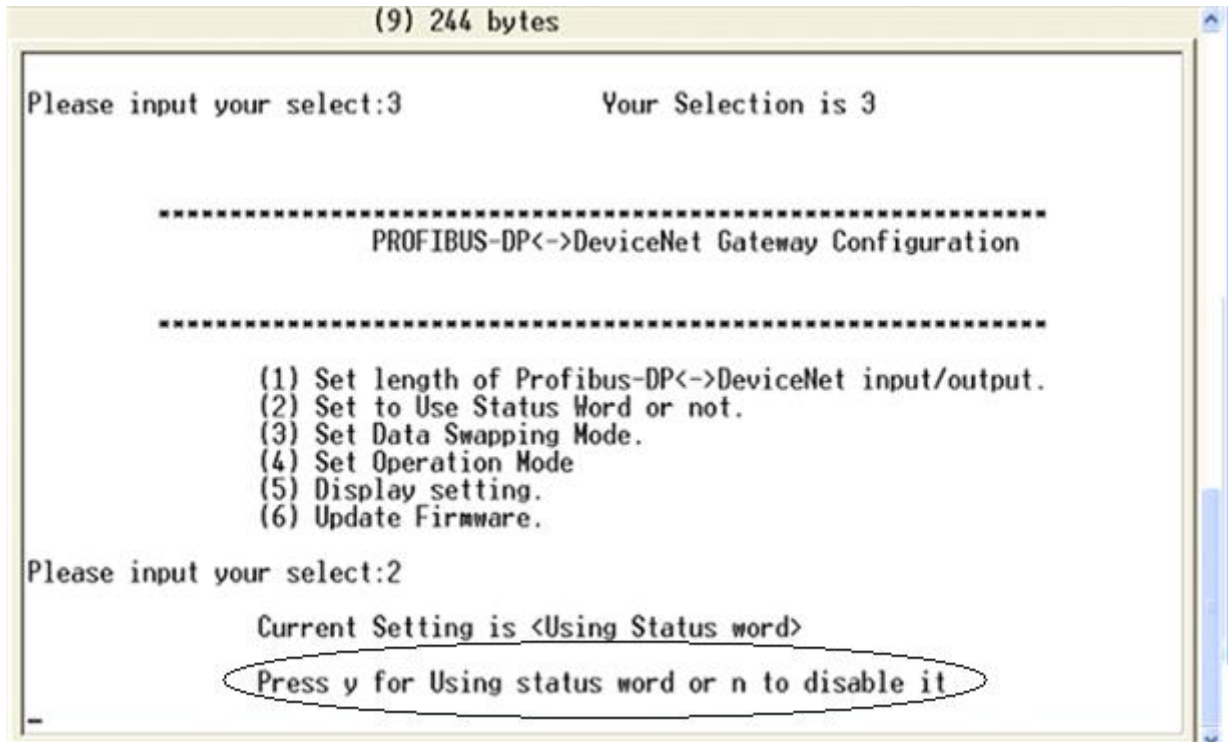 (9) 244 bytes
Please input your select:3 Your Selection is 3
PROFIBUS-DP<->DeviceNet Gateway Configuration
(1) Set length of Profibus-DP<->DeviceNet input/output.
(2) Set to Use Status Word or not.
(3) Set Data Swapping Mode.
(4) Set Operation Mode
(5) Display setting.
(6) Update Firmware.
Please input your select:2
Current Setting is <Using Status word>
Press y for Using status word or n to disable it